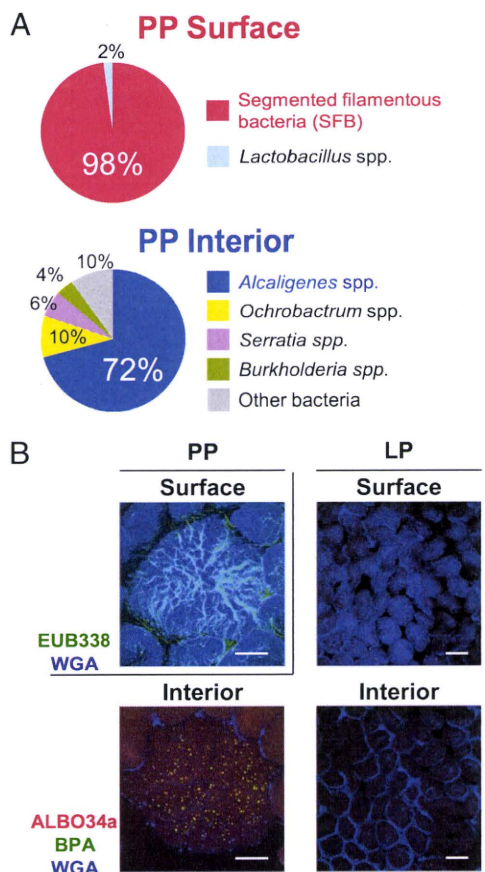 A
PP Surface
2%
98%
Segmented filamentous
bacteria (SFB)
Lactobacillus spp.
PP Interior
10%
4%
6%
10%
72%
Alcaligenes spp.
Ochrobactrum spp.
Serratia spp.
Burkholderia spp.
Other bacteria
B
PP
LP
Surface
Surface
EUB338
WGA
Interior
Interior
ALBO34a
BPA
WGA